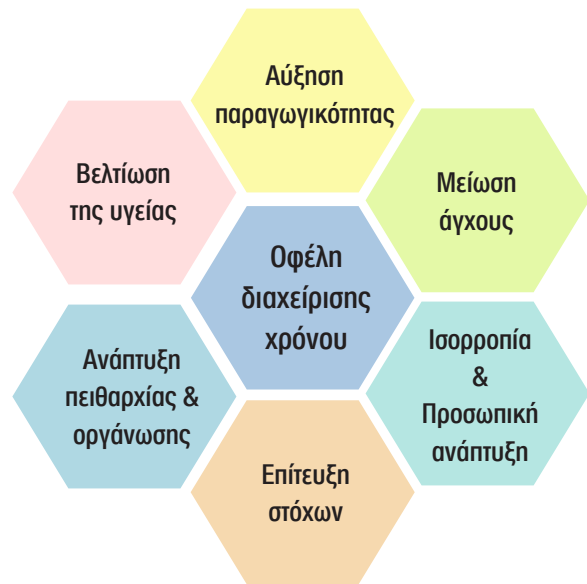 Αύξηση
παραγωγικότητας
Βελτίωση
της υγείας
Μείωση
άγχους
Οφέλη
διαχείρισης
χρόνου
Ανάπτυξη
πειθαρχίας &
οργάνωσης
Ισορροπία
&
Προσωπική
ανάπτυξη
Επίτευξη
στόχων